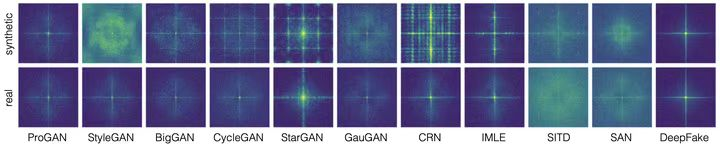 synthetic
real
ProGAN StyleGAN BigGAN CycleGAN StarGAN GauGAN CRN IMLE SITD SAN DeepFake